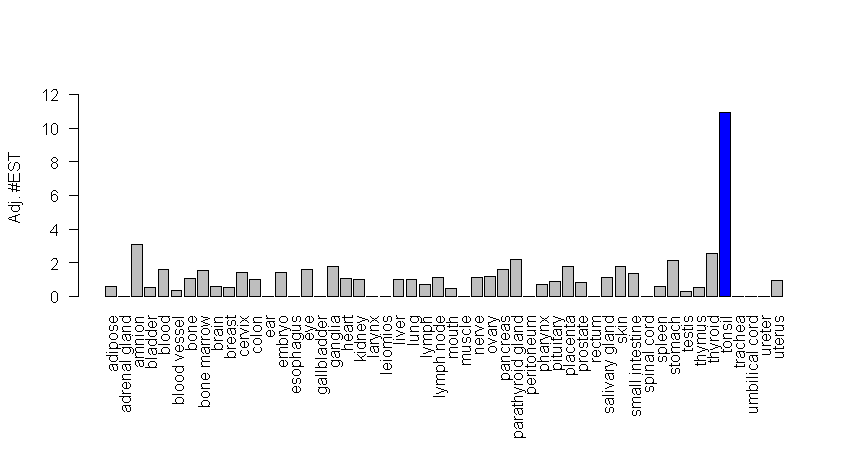 Adj. #EST
12
10
8
6
4
2
0
adipose
adrenal gland
amnion
bladder
blood
blood vessel
bone
bone marrow
brain
breast
cervix
colon
ear
embryo
esophagus
eye
gallbladder
ganglia
heart
kidney
larynx
leiomios
liver
lung
lymph
lymph node
mouth
muscle
nerve
ovary
pancreas
parathyroid gland
peritoneum
pharynx
pituitary
placenta
prostate
rectum
salivary gland
skin
small intestine
spinal cord
spleen
stomach
testis
thymus
thyroid
tonsil
trachea
umbilical cord
ureter
uterus